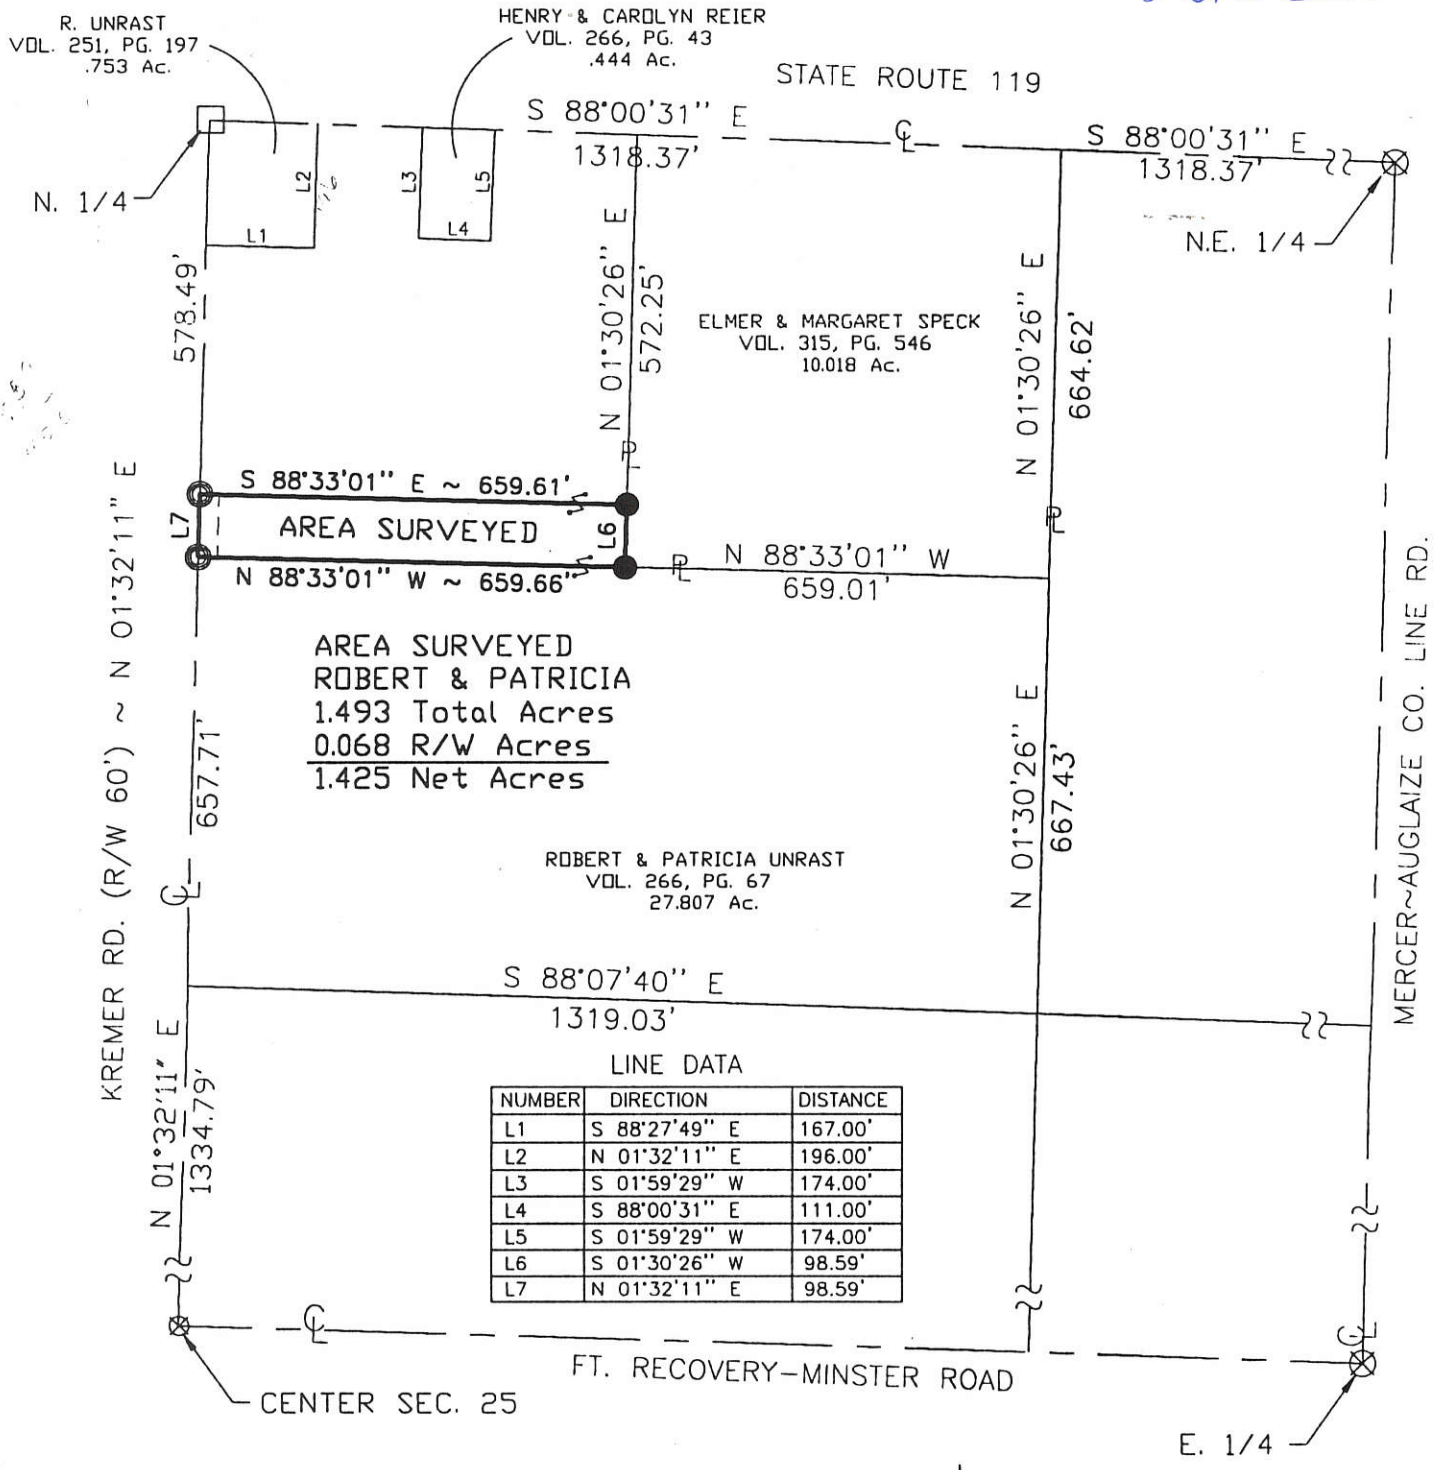 R. UNRAST
VOL. 251, PG. 197
.753 Ac.
HENRY & CAROLYN REIER
VOL. 266, PG. 43
.444 Ac.
STATE ROUTE 119
S 88°00'31" E
1318.37'
S 88°00'31" E
1318.37'
N. 1/4
N.E. 1/4
L1
L2
L3
L4
L5
578.49'
N 01°30'26" E
572.25'
ELMER & MARGARET SPECK
VOL. 315, PG. 546
10.018 Ac.
N 01°30'26" E
664.62'
S 88°33'01" E ~ 659.61'
L7
AREA SURVEYED
L6
N 88°33'01" W ~ 659.66'
N 88°33'01" W
659.01'
KREMER RD. (R/W 60') ~ N 01°32'11" E
657.71'
AREA SURVEYED
ROBERT & PATRICIA
1.493 Total Acres
0.068 R/W Acres
1.425 Net Acres
N 01°30'26" E
667.43'
MERCER~AUGLAIZE CO. LINE RD.
ROBERT & PATRICIA UNRAST
VOL. 266, PG. 67
27.807 Ac.
S 88°07'40" E
1319.03'
N 01°32'11" E
1334.79'
LINE DATA
NUMBER DIRECTION DISTANCE
L1 S 88°27'49" E 167.00'
L2 N 01°32'11" E 196.00'
L3 S 01°59'29" W 174.00'
L4 S 88°00'31" E 111.00'
L5 S 01°59'29" W 174.00'
L6 S 01°30'26" W 98.59'
L7 N 01°32'11" E 98.59'
FT. RECOVERY-MINSTER ROAD
CENTER SEC. 25
E. 1/4